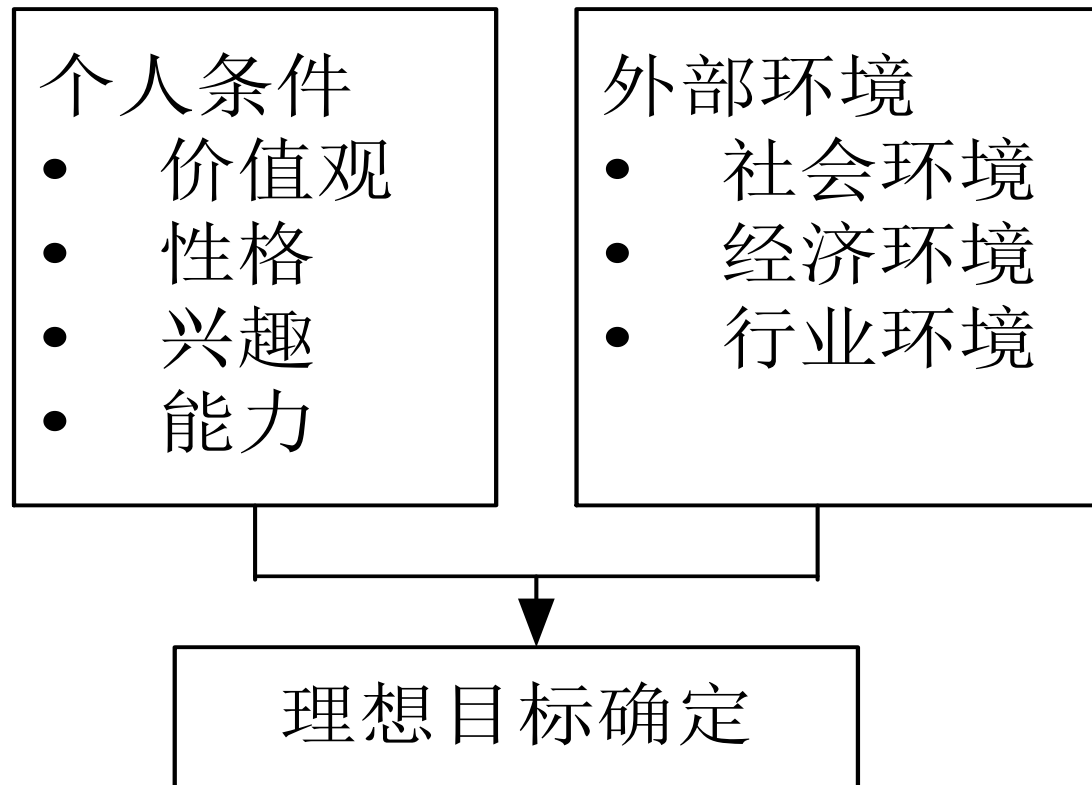 个人条件
• 价值观
• 性格
• 兴趣
• 能力
外部环境
• 社会环境
• 经济环境
• 行业环境
理想目标确定